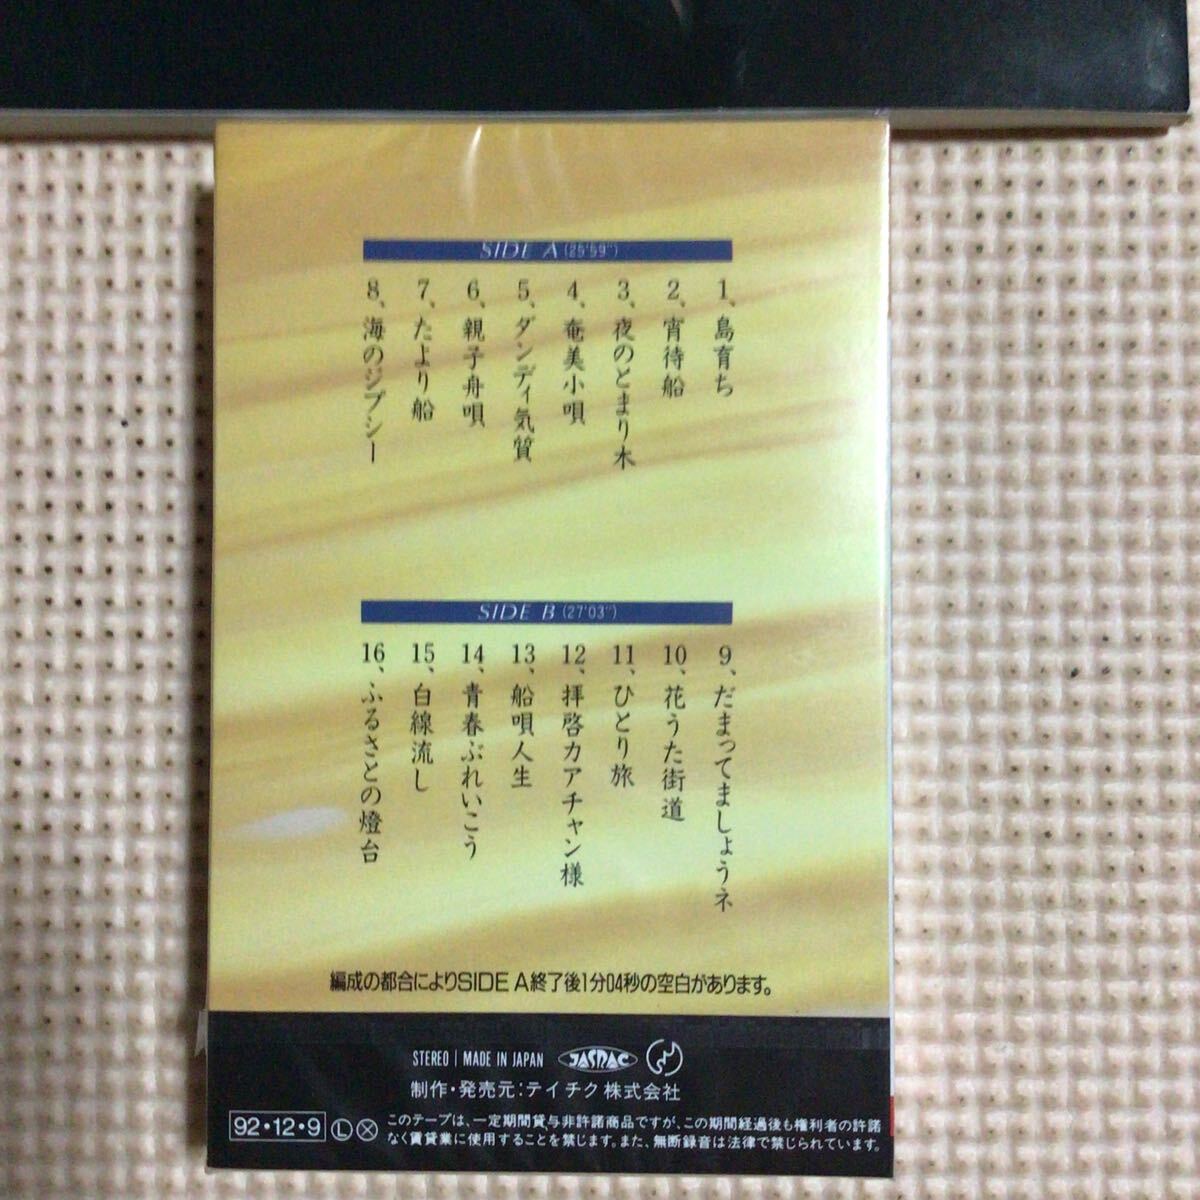 SIDE A (25'59")
1、島育ち
2、宵待船
3、夜のとまり木
4、奄美小唄
5、ダンディ気質
6、親子舟唄
7、たより船
8、海のジプシー
SIDE B (27'03")
9、だまってましょうネ
10、花うた街道
11、ひとり旅
12、拝啓カアチャン様
13、船唄人生
14、青春ぶれいこう
15、白線流し
16、ふるさとの燈台
編成の都合によりSIDE A終了後1分04秒の空白があります。
STEREO | MADE IN JAPAN JASRAC
制作・発売元:テイチク株式会社
92・12・9 Ⓛ Ⓧ このテープは、一定期間貸与非許諾商品ですが、この期間経過後も権利者の許諾
なく賃貸業に使用することを禁じます。また、無断録音は法律で禁じられています。